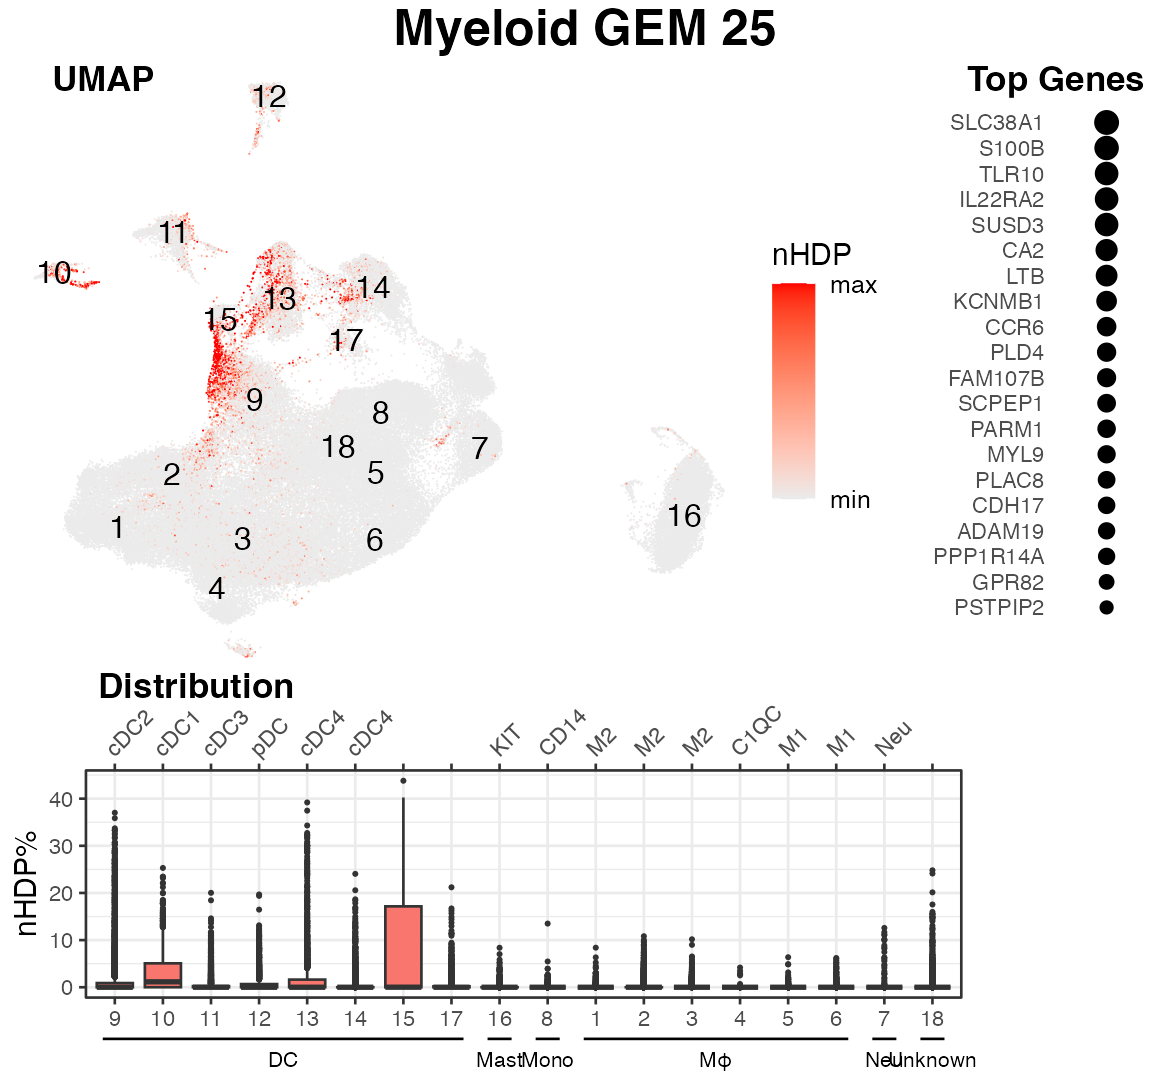 Myeloid GEM 25
UMAP
12
11
10
13
14
15
17
9
8
18
7
2
5
1
3
6
4
16
nHDP
max
min
Top Genes
SLC38A1
S100B
TLR10
IL22RA2
SUSD3
CA2
LTB
KCNMB1
CCR6
PLD4
FAM107B
SCPEP1
PARM1
MYL9
PLAC8
CDH17
ADAM19
PPP1R14A
GPR82
PSTPIP2
Distribution
cDC2 cDC1 cDC3 pDC cDC4 cDC4 KIT CD14 M2 M2 M2 C1QC M1 M1 Neu
nHDP%
40
30
20
10
0
9 10 11 12 13 14 15 17 16 8 1 2 3 4 5 6 7 18
DC Mast Mono Mϕ Neu Unknown